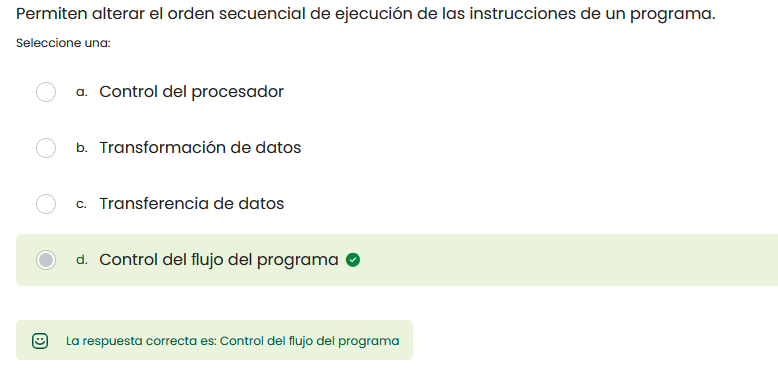 Permiten alterar el orden secuencial de ejecución de las instrucciones de un programa.
Seleccione una:
a. Control del procesador
b. Transformación de datos
c. Transferencia de datos
d. Control del flujo del programa
La respuesta correcta es: Control del flujo del programa